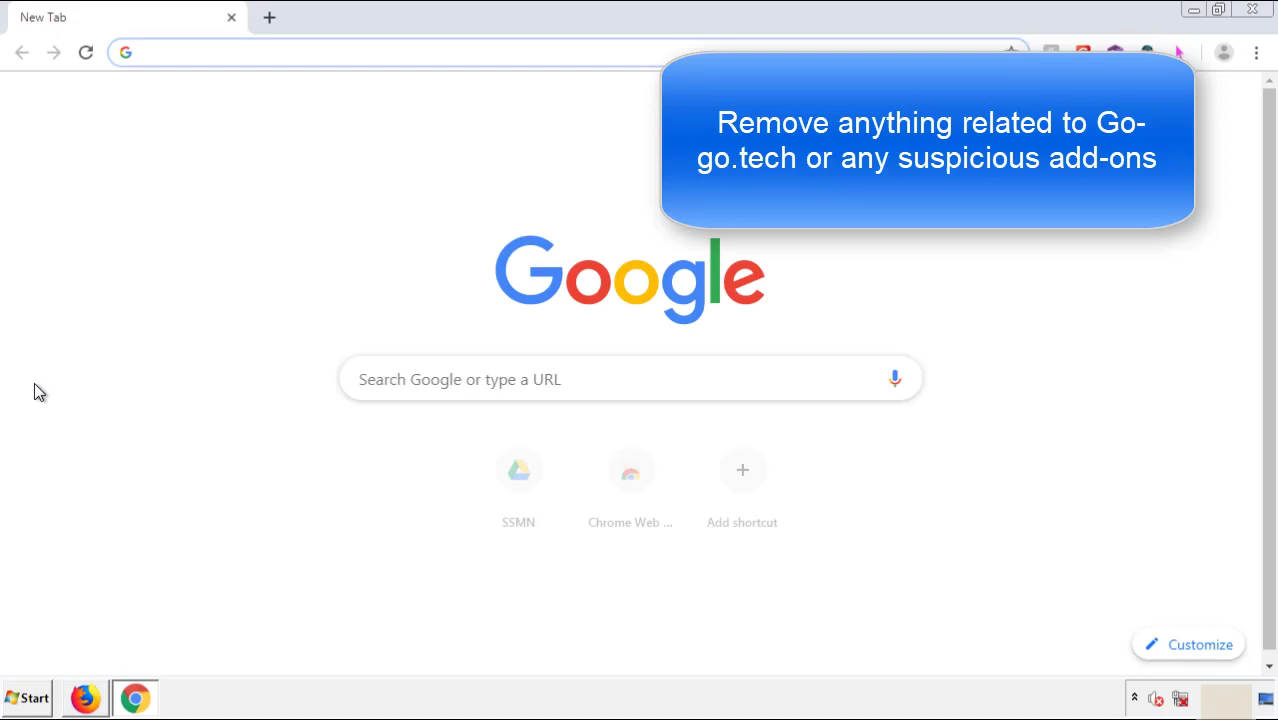 New Tab
Remove anything related to Go-
go.tech or any suspicious add-ons
Google
Search Google or type a URL
SSMN
Chrome Web ...
Add shortcut
Customize
Start